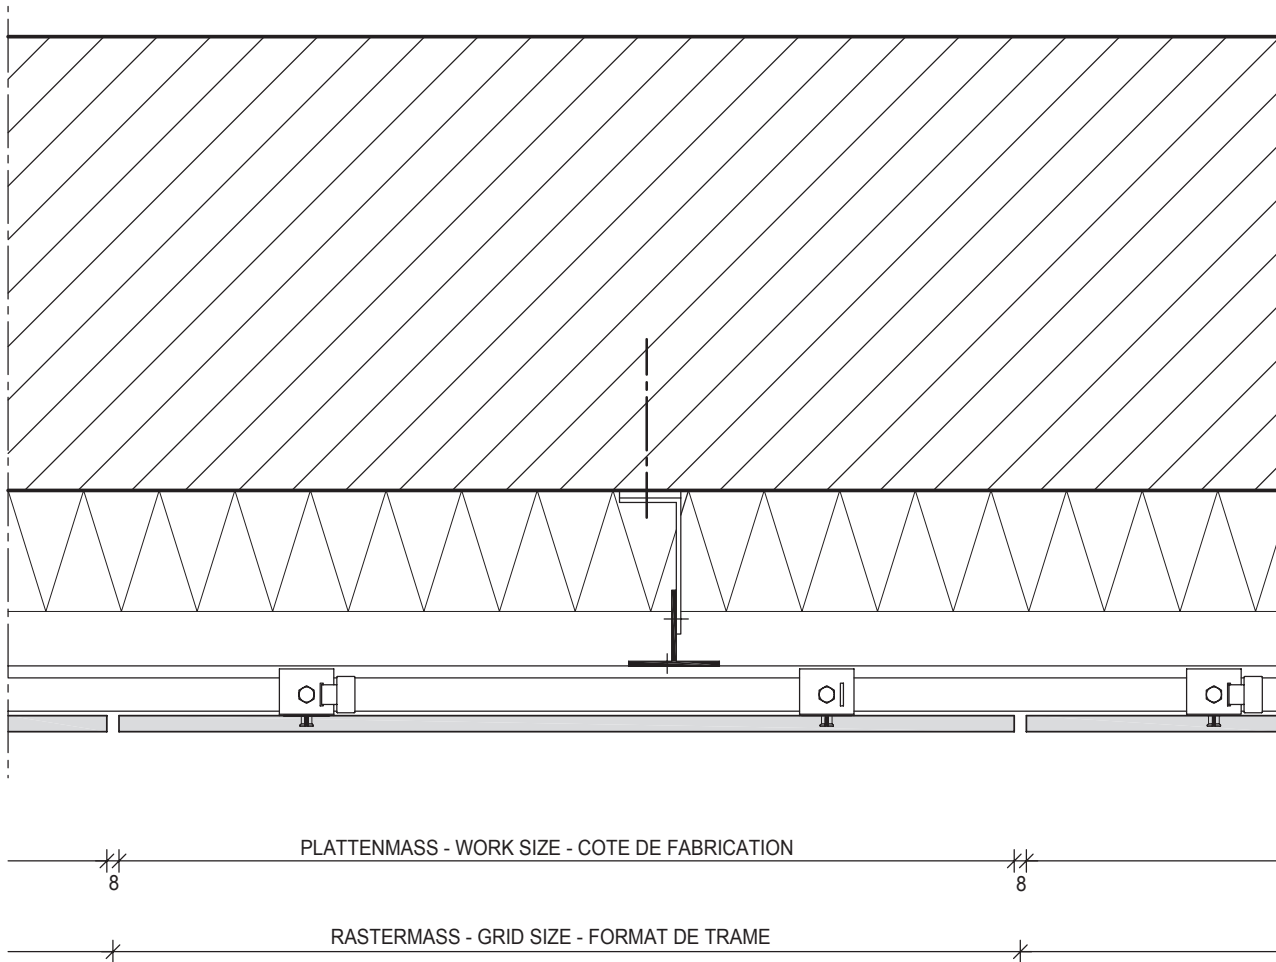 PLATTENMASS - WORK SIZE - COTE DE FABRICATION
8 8
RASTERMASS - GRID SIZE - FORMAT DE TRAME